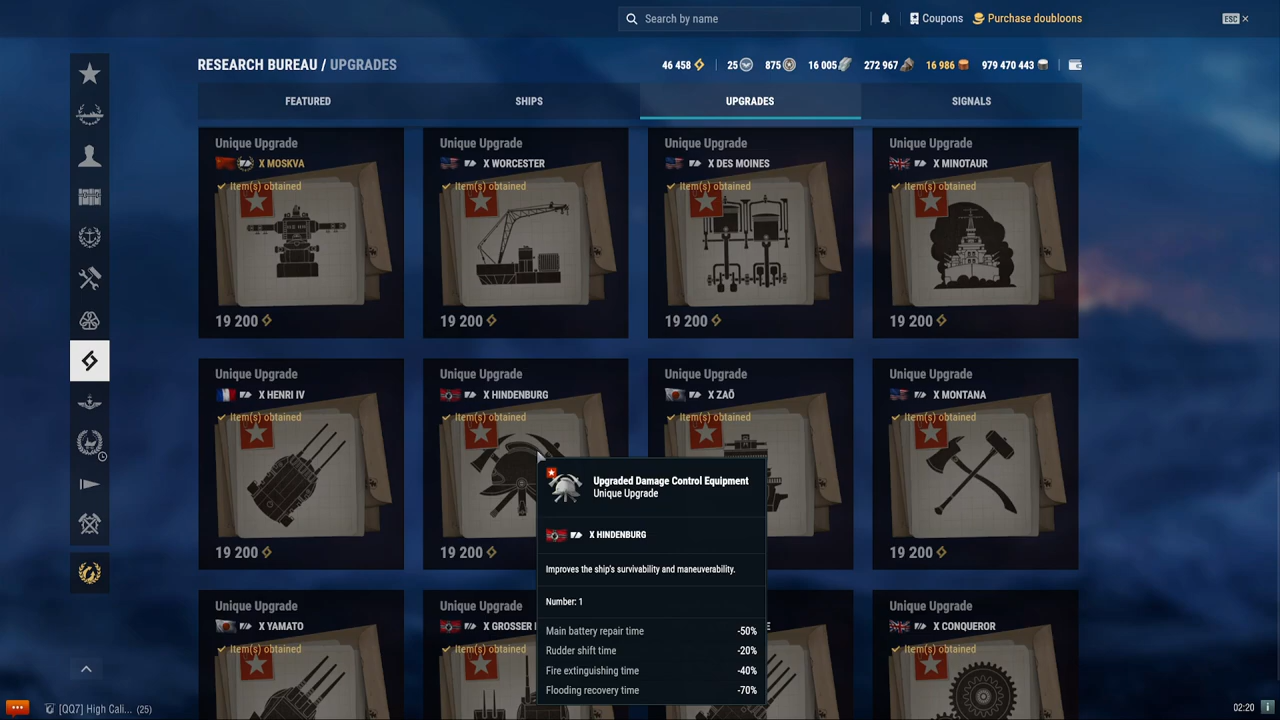 Search by name
Coupons
Purchase doubloons
ESC
RESEARCH BUREAU / UPGRADES
46 458
25
875
16 005
272 967
16 986
979 470 443
FEATURED
SHIPS
UPGRADES
SIGNALS
Unique Upgrade
X MOSKVA
Item(s) obtained
19 200
Unique Upgrade
X WORCESTER
Item(s) obtained
19 200
Unique Upgrade
X DES MOINES
Item(s) obtained
19 200
Unique Upgrade
X MINOTAUR
Item(s) obtained
19 200
Unique Upgrade
X HENRI IV
Item(s) obtained
19 200
Unique Upgrade
X HINDENBURG
Item(s) obtained
19 200
Unique Upgrade
X ZAŌ
Item(s) obtained
Unique Upgrade
X MONTANA
Item(s) obtained
19 200
Upgraded Damage Control Equipment
Unique Upgrade
X HINDENBURG
Improves the ship's survivability and maneuverability.
Number: 1
Main battery repair time -50%
Rudder shift time -20%
Fire extinguishing time -40%
Flooding recovery time -70%
Unique Upgrade
X YAMATO
Item(s) obtained
Unique Upgrade
X GROSSER
Item(s) obtained
Unique Upgrade
X CONQUEROR
Item(s) obtained
[QQ7] High Cali... (25)
02:20